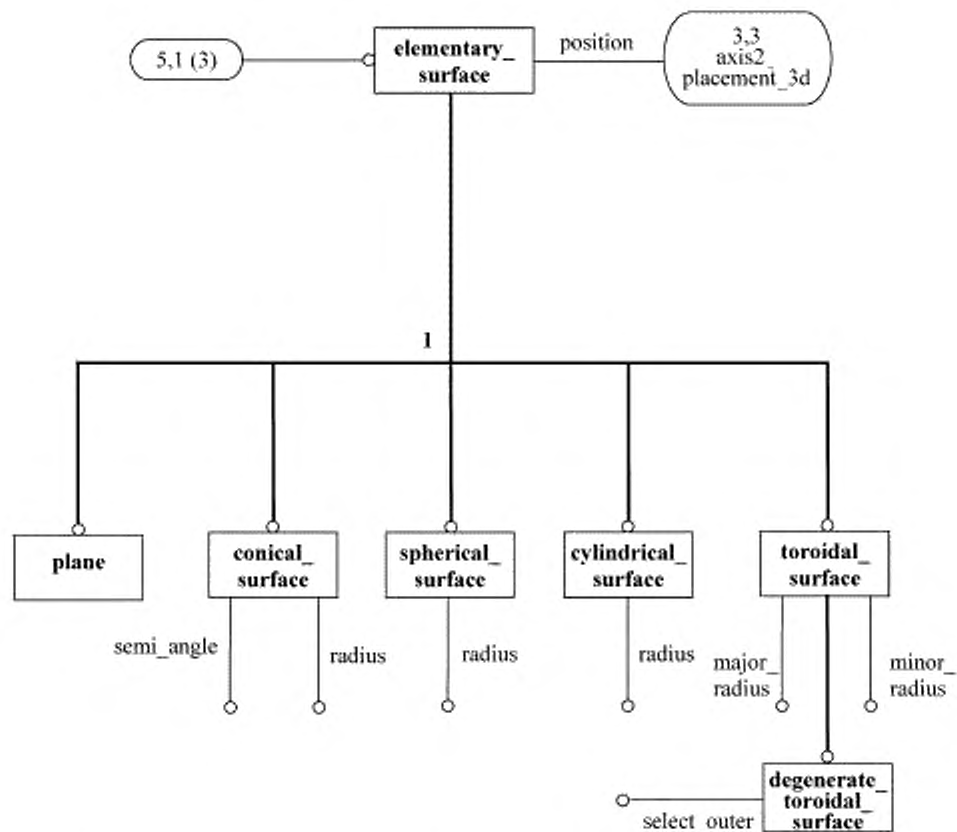 5,1 (3)
elementary_
surface
position
3,3
axis2_
placement_3d
1
plane
conical_
surface
spherical_
surface
cylindrical_
surface
toroidal_
surface
semi_angle
radius
radius
radius
major_
radius
minor_
radius
degenerate_
toroidal_
surface
select_outer